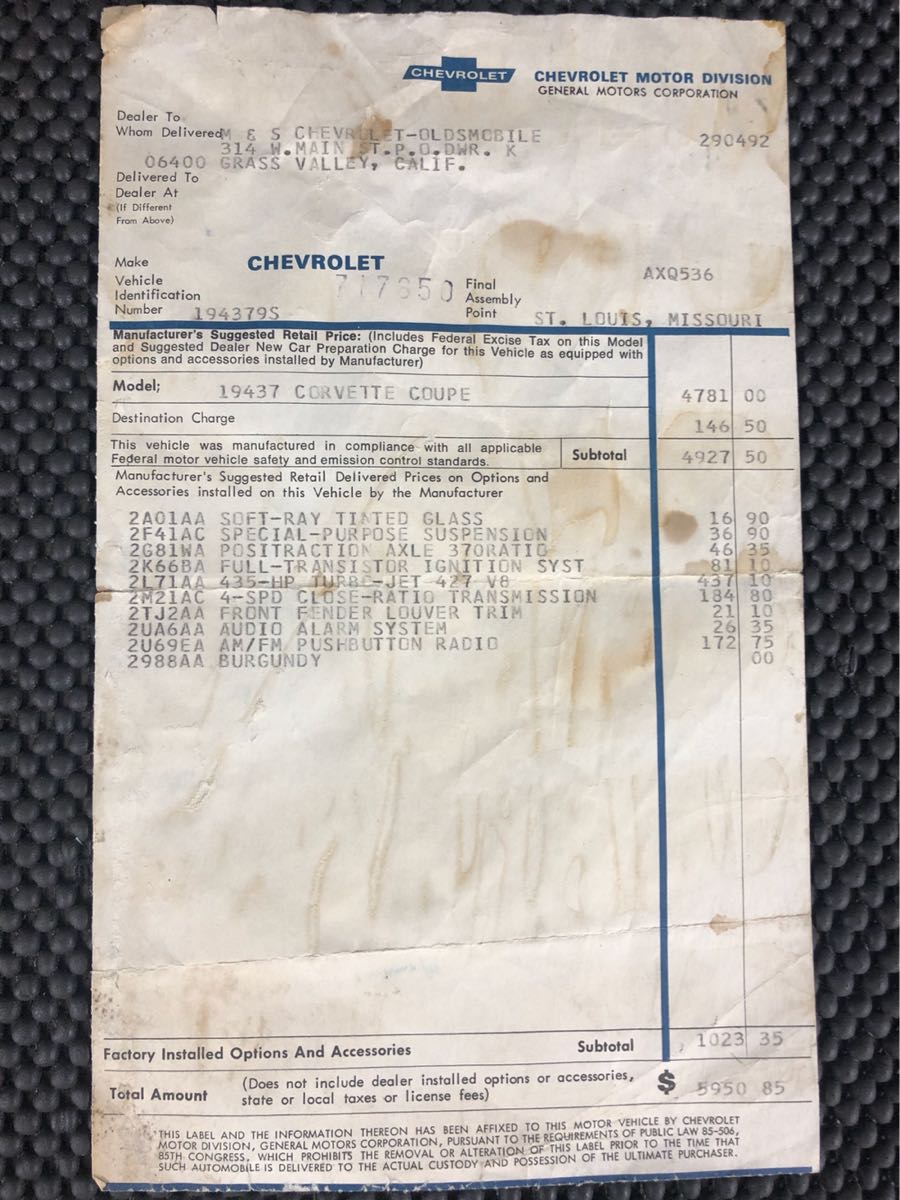 CHEVROLET
CHEVROLET MOTOR DIVISION
GENERAL MOTORS CORPORATION
Dealer To
Whom Delivered M & S CHEVROLET-OLDSMOBILE 290492
314 W.MAIN ST.P.O.DWR. K
06400 GRASS VALLEY, CALIF.
Delivered To
Dealer At
(If Different
From Above)
Make CHEVROLET
Vehicle Identification Number 194379S 717650
Final Assembly Point AXQ536
ST. LOUIS, MISSOURI
Manufacturer's Suggested Retail Price: (Includes Federal Excise Tax on this Model
and Suggested Dealer New Car Preparation Charge for this Vehicle as equipped with
options and accessories installed by Manufacturer)
Model; 19437 CORVETTE COUPE 4781 00
Destination Charge 146 50
This vehicle was manufactured in compliance with all applicable
Federal motor vehicle safety and emission control standards. Subtotal 4927 50
Manufacturer's Suggested Retail Delivered Prices on Options and
Accessories installed on this Vehicle by the Manufacturer
2A01AA SOFT-RAY TINTED GLASS 16 90
2F41AC SPECIAL-PURPOSE SUSPENSION 36 90
2G81WA POSITRACTION AXLE 370RATIO 46 35
2K66BA FULL-TRANSISTOR IGNITION SYST 81 10
2L71AA 435-HP TURBO-JET 427 V8 437 10
2M21AC 4-SPD CLOSE-RATIO TRANSMISSION 184 80
2TJ2AA FRONT FENDER LOUVER TRIM 21 10
2UA6AA AUDIO ALARM SYSTEM 26 35
2U69EA AM/FM PUSHBUTTON RADIO 172 75
2988AA BURGUNDY 00
Factory Installed Options And Accessories Subtotal 1023 35
Total Amount (Does not include dealer installed options or accessories,
state or local taxes or license fees) $ 5950 85
THIS LABEL AND THE INFORMATION THEREON HAS BEEN AFFIXED TO THIS MOTOR VEHICLE BY CHEVROLET
MOTOR DIVISION, GENERAL MOTORS CORPORATION, PURSUANT TO THE REQUIREMENTS OF PUBLIC LAW 85-506,
85TH CONGRESS, WHICH PROHIBITS THE REMOVAL OR ALTERATION OF THIS LABEL PRIOR TO THE TIME THAT
SUCH AUTOMOBILE IS DELIVERED TO THE ACTUAL CUSTODY AND POSSESSION OF THE ULTIMATE PURCHASER.